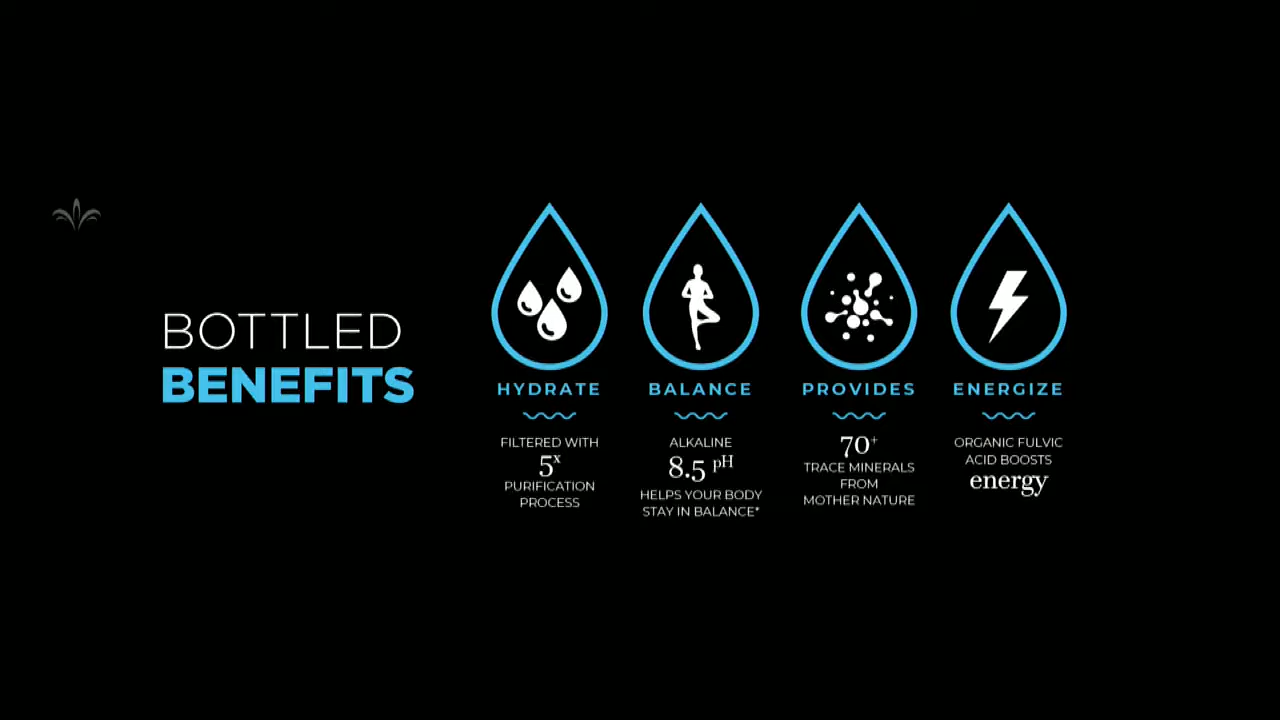 BOTTLED
BENEFITS
HYDRATE
FILTERED WITH
5x
PURIFICATION
PROCESS
BALANCE
ALKALINE
8.5 pH
HELPS YOUR BODY
STAY IN BALANCE*
PROVIDES
70+
TRACE MINERALS
FROM
MOTHER NATURE
ENERGIZE
ORGANIC FULVIC
ACID BOOSTS
energy